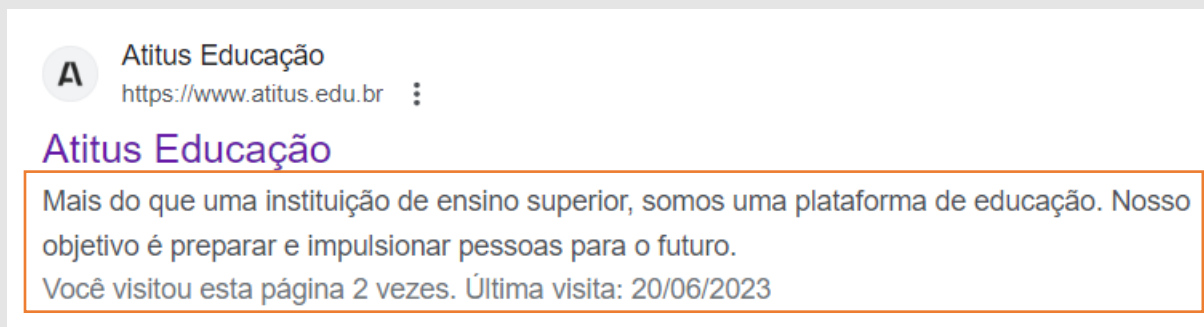 Atitus Educação
https://www.atitus.edu.br
Atitus Educação
Mais do que uma instituição de ensino superior, somos uma plataforma de educação. Nosso
objetivo é preparar e impulsionar pessoas para o futuro.
Você visitou esta página 2 vezes. Última visita: 20/06/2023